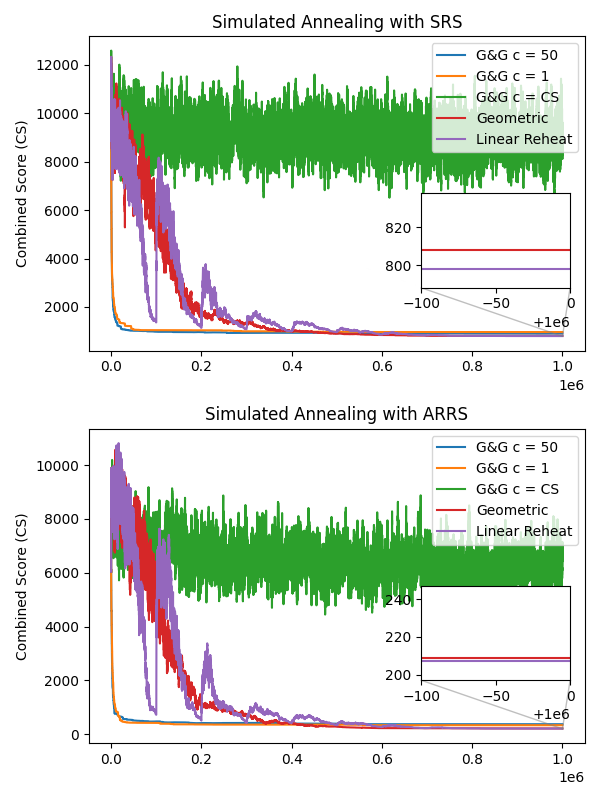 Simulated Annealing with SRS
Combined Score (CS)
12000
10000
8000
6000
4000
2000
G&G c = 50
G&G c = 1
G&G c = CS
Geometric
Linear Reheat
820
800
−100
−50
0
+1e6
0.0
0.2
0.4
0.6
0.8
1.0
1e6
Simulated Annealing with ARRS
Combined Score (CS)
10000
8000
6000
4000
2000
0
G&G c = 50
G&G c = 1
G&G c = CS
Geometric
Linear Reheat
240
220
200
−100
−50
0
+1e6
0.0
0.2
0.4
0.6
0.8
1.0
1e6